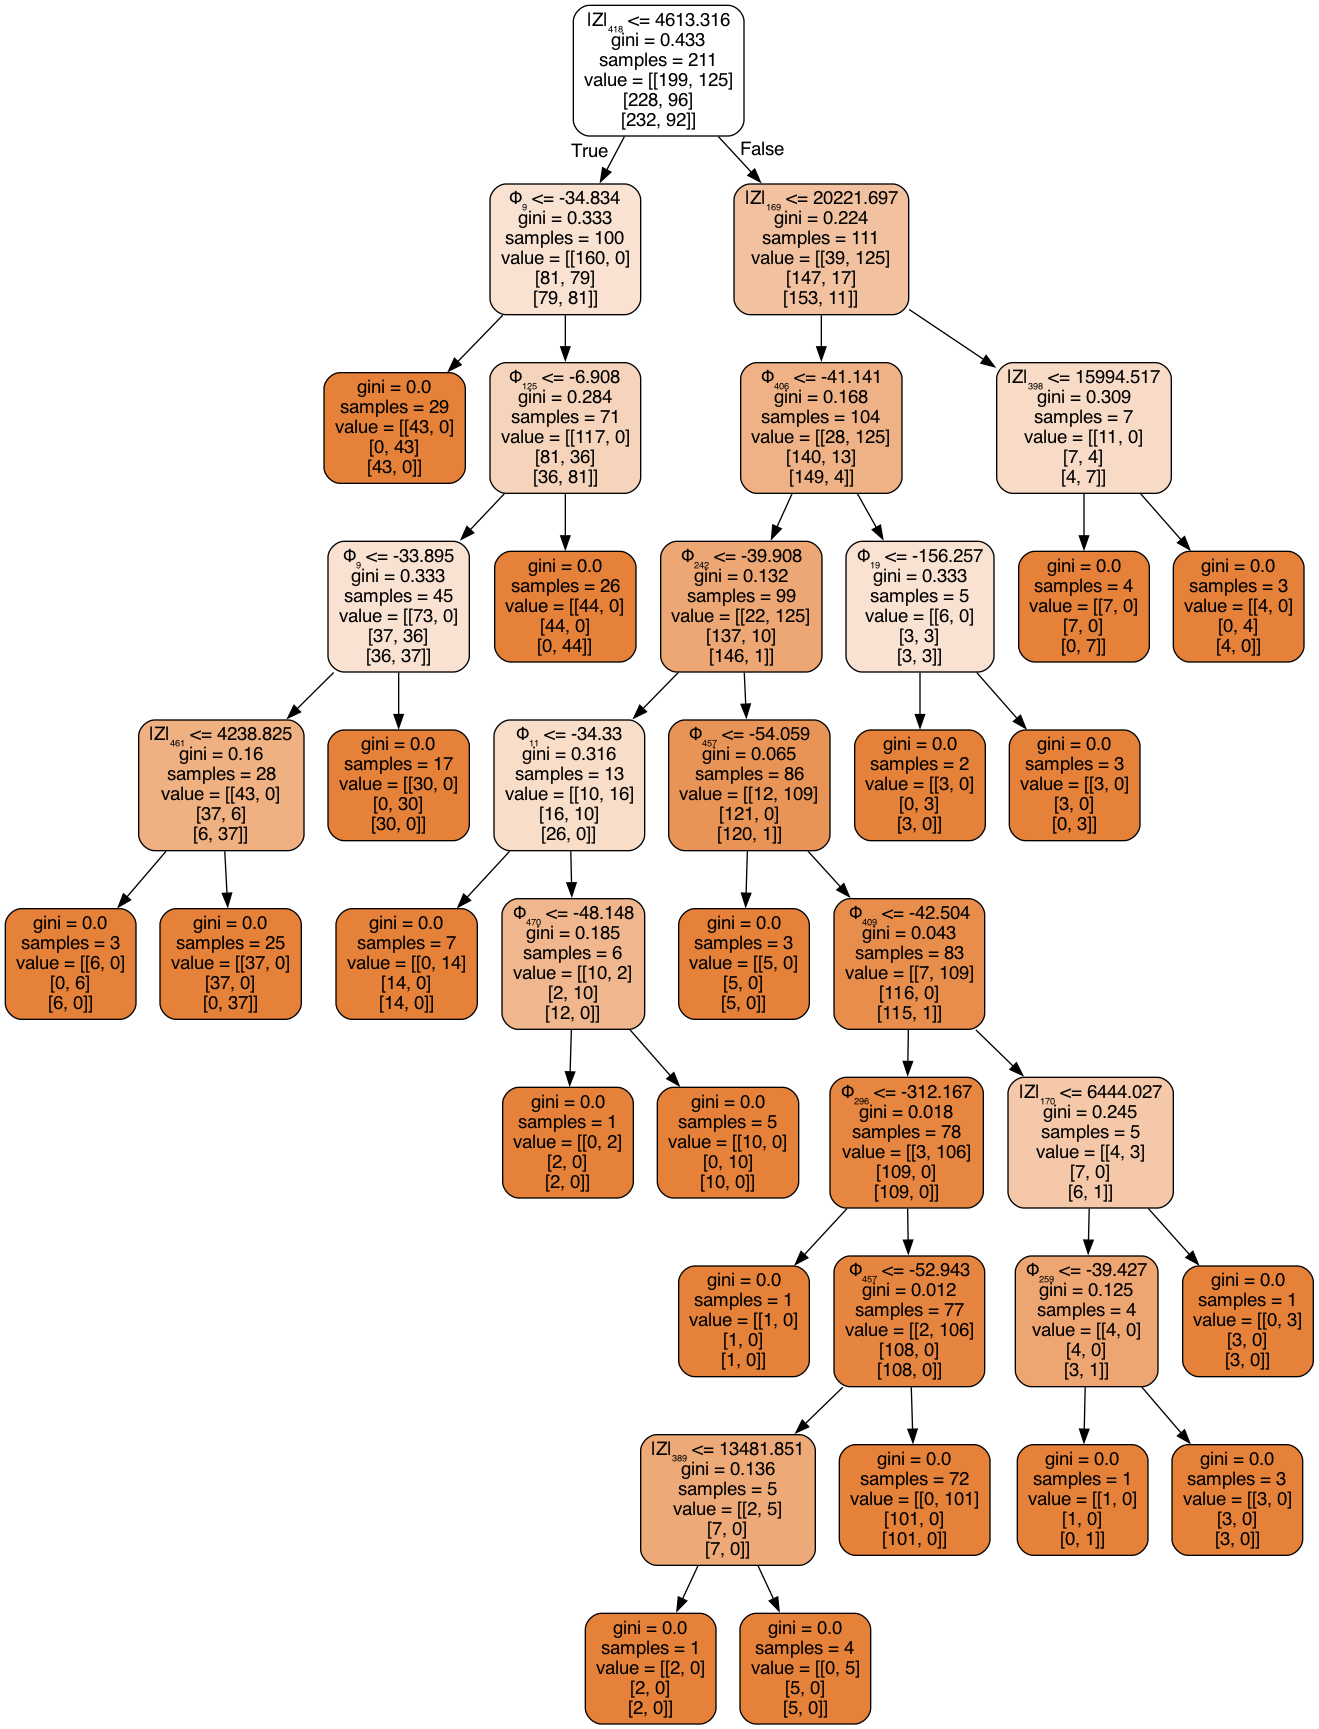 |Z|₄₁₈ <= 4613.316
gini = 0.433
samples = 211
value = [[199, 125]
[228, 96]
[232, 92]]
True
False
Φ₉ <= -34.834
gini = 0.333
samples = 100
value = [[160, 0]
[81, 79]
[79, 81]]
|Z|₁₆₉ <= 20221.697
gini = 0.224
samples = 111
value = [[39, 125]
[147, 17]
[153, 11]]
gini = 0.0
samples = 29
value = [[43, 0]
[0, 43]
[43, 0]]
Φ₁₂₅ <= -6.908
gini = 0.284
samples = 71
value = [[117, 0]
[81, 36]
[36, 81]]
Φ₄₀₆ <= -41.141
gini = 0.168
samples = 104
value = [[28, 125]
[140, 13]
[149, 4]]
|Z|₃₉₈ <= 15994.517
gini = 0.309
samples = 7
value = [[11, 0]
[7, 4]
[4, 7]]
Φ₉ <= -33.895
gini = 0.333
samples = 45
value = [[73, 0]
[37, 36]
[36, 37]]
gini = 0.0
samples = 26
value = [[44, 0]
[44, 0]
[0, 44]]
Φ₂₄₂ <= -39.908
gini = 0.132
samples = 99
value = [[22, 125]
[137, 10]
[146, 1]]
Φ₁₉ <= -156.257
gini = 0.333
samples = 5
value = [[6, 0]
[3, 3]
[3, 3]]
gini = 0.0
samples = 4
value = [[7, 0]
[7, 0]
[0, 7]]
gini = 0.0
samples = 3
value = [[4, 0]
[0, 4]
[4, 0]]
|Z|₄₆₁ <= 4238.825
gini = 0.16
samples = 28
value = [[43, 0]
[37, 6]
[6, 37]]
gini = 0.0
samples = 17
value = [[30, 0]
[0, 30]
[30, 0]]
Φ₁₁ <= -34.33
gini = 0.316
samples = 13
value = [[10, 16]
[16, 10]
[26, 0]]
Φ₄₅₇ <= -54.059
gini = 0.065
samples = 86
value = [[12, 109]
[121, 0]
[120, 1]]
gini = 0.0
samples = 2
value = [[3, 0]
[0, 3]
[3, 0]]
gini = 0.0
samples = 3
value = [[3, 0]
[3, 0]
[0, 3]]
gini = 0.0
samples = 3
value = [[6, 0]
[0, 6]
[6, 0]]
gini = 0.0
samples = 25
value = [[37, 0]
[37, 0]
[0, 37]]
gini = 0.0
samples = 7
value = [[0, 14]
[14, 0]
[14, 0]]
Φ₄₇₀ <= -48.148
gini = 0.185
samples = 6
value = [[10, 2]
[2, 10]
[12, 0]]
gini = 0.0
samples = 3
value = [[5, 0]
[5, 0]
[5, 0]]
Φ₄₀₉ <= -42.504
gini = 0.043
samples = 83
value = [[7, 109]
[116, 0]
[115, 1]]
gini = 0.0
samples = 1
value = [[0, 2]
[2, 0]
[2, 0]]
gini = 0.0
samples = 5
value = [[10, 0]
[0, 10]
[10, 0]]
Φ₂₉₆ <= -312.167
gini = 0.018
samples = 78
value = [[3, 106]
[109, 0]
[109, 0]]
|Z|₁₇₀ <= 6444.027
gini = 0.245
samples = 5
value = [[4, 3]
[7, 0]
[6, 1]]
gini = 0.0
samples = 1
value = [[1, 0]
[1, 0]
[1, 0]]
Φ₄₅₇ <= -52.943
gini = 0.012
samples = 77
value = [[2, 106]
[108, 0]
[108, 0]]
Φ₂₅₉ <= -39.427
gini = 0.125
samples = 4
value = [[4, 0]
[4, 0]
[3, 1]]
gini = 0.0
samples = 1
value = [[0, 3]
[3, 0]
[3, 0]]
|Z|₃₈₉ <= 13481.851
gini = 0.136
samples = 5
value = [[2, 5]
[7, 0]
[7, 0]]
gini = 0.0
samples = 72
value = [[0, 101]
[101, 0]
[101, 0]]
gini = 0.0
samples = 1
value = [[1, 0]
[1, 0]
[0, 1]]
gini = 0.0
samples = 3
value = [[3, 0]
[3, 0]
[3, 0]]
gini = 0.0
samples = 1
value = [[2, 0]
[2, 0]
[2, 0]]
gini = 0.0
samples = 4
value = [[0, 5]
[5, 0]
[5, 0]]